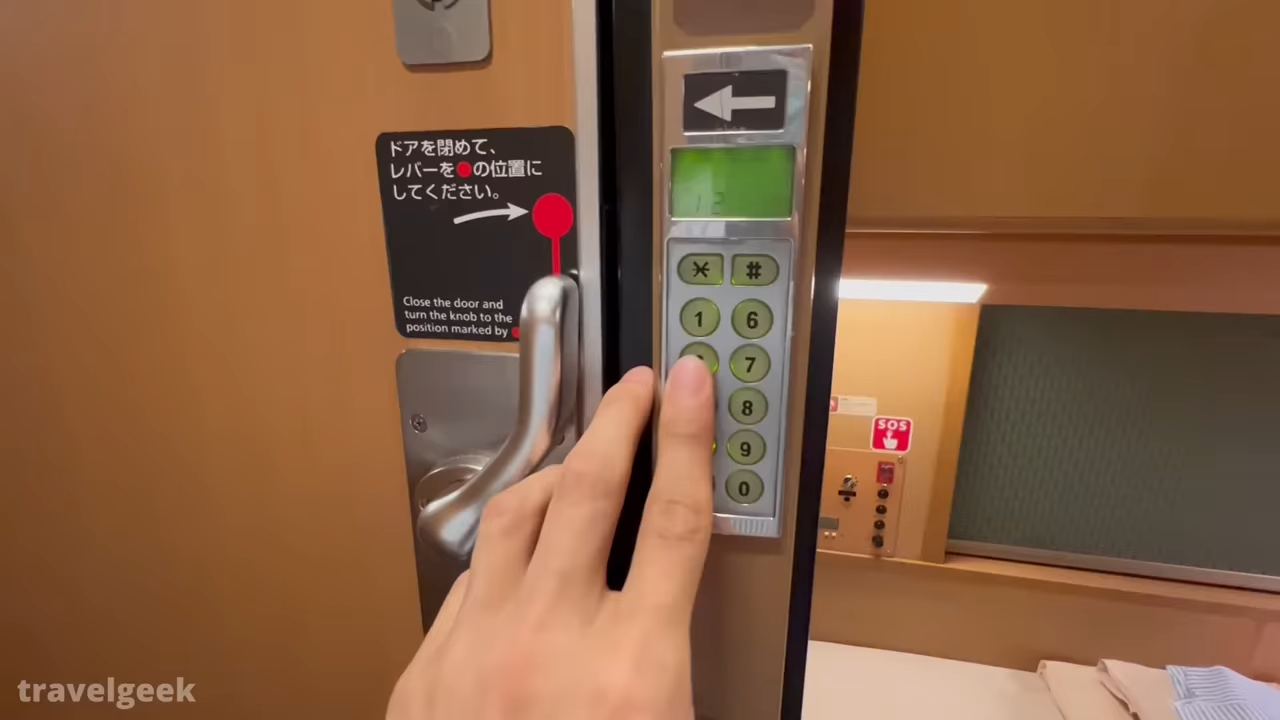 ドアを閉めて、
レバーを●の位置に
してください。
Close the door and
turn the knob to the
position marked by
12
* #
1 6
7
8
9
0
SOS
travelgeek